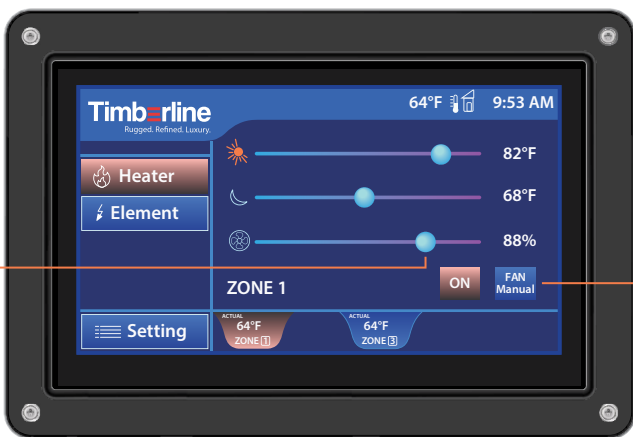 Timberline
Rugged. Refined. Luxury.
64°F 9:53 AM
82°F
Heater
68°F
Element
88%
ZONE 1
ON
FAN
Manual
Setting
ACTUAL
64°F
ZONE 1
ACTUAL
64°F
ZONE 3